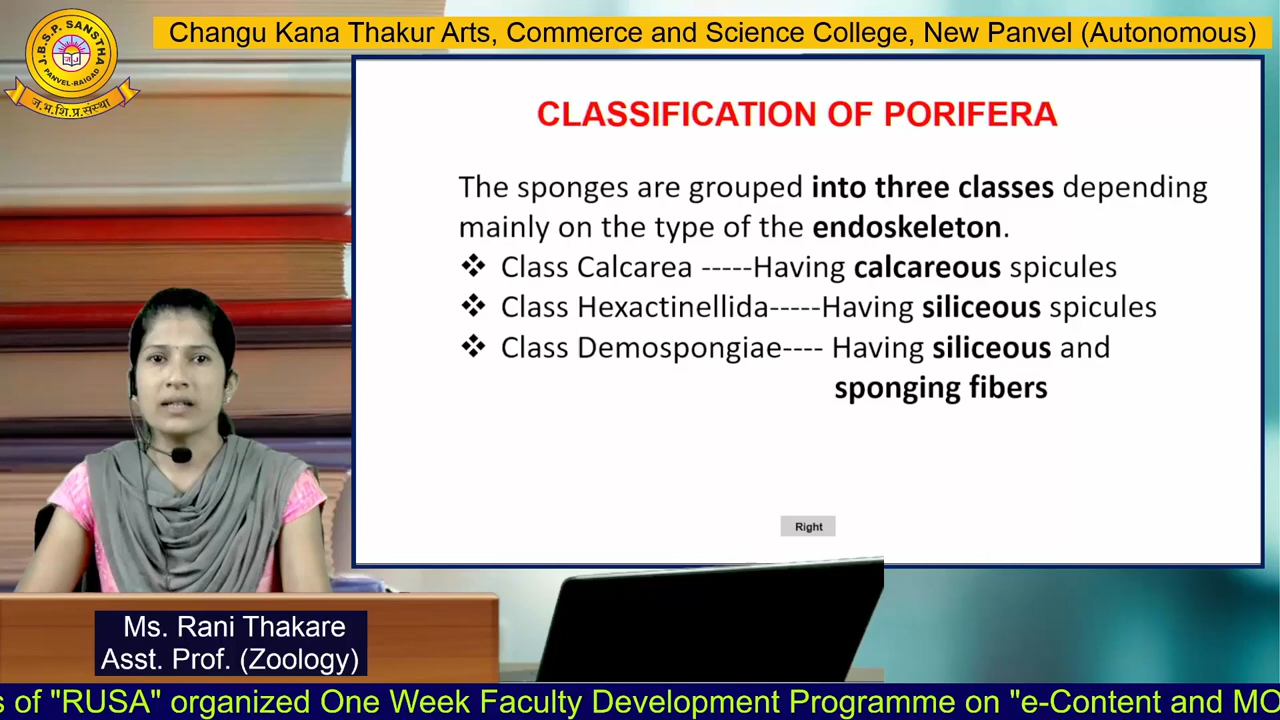 J.B.S.P. SANSTHA
PANVEL-RAIGAD
ज.भ.शि.प्र.संस्था
Changu Kana Thakur Arts, Commerce and Science College, New Panvel (Autonomous)
CLASSIFICATION OF PORIFERA
The sponges are grouped into three classes depending
mainly on the type of the endoskeleton.
❖ Class Calcarea -----Having calcareous spicules
❖ Class Hexactinellida-----Having siliceous spicules
❖ Class Demospongiae---- Having siliceous and
sponging fibers
Right
Ms. Rani Thakare
Asst. Prof. (Zoology)
s of "RUSA" organized One Week Faculty Development Programme on "e-Content and MO